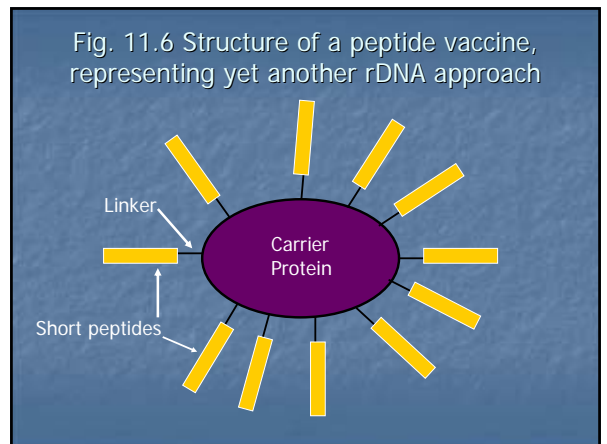 Fig. 11.6 Structure of a peptide vaccine,
representing yet another rDNA approach
Linker
Carrier
Protein
Short peptides